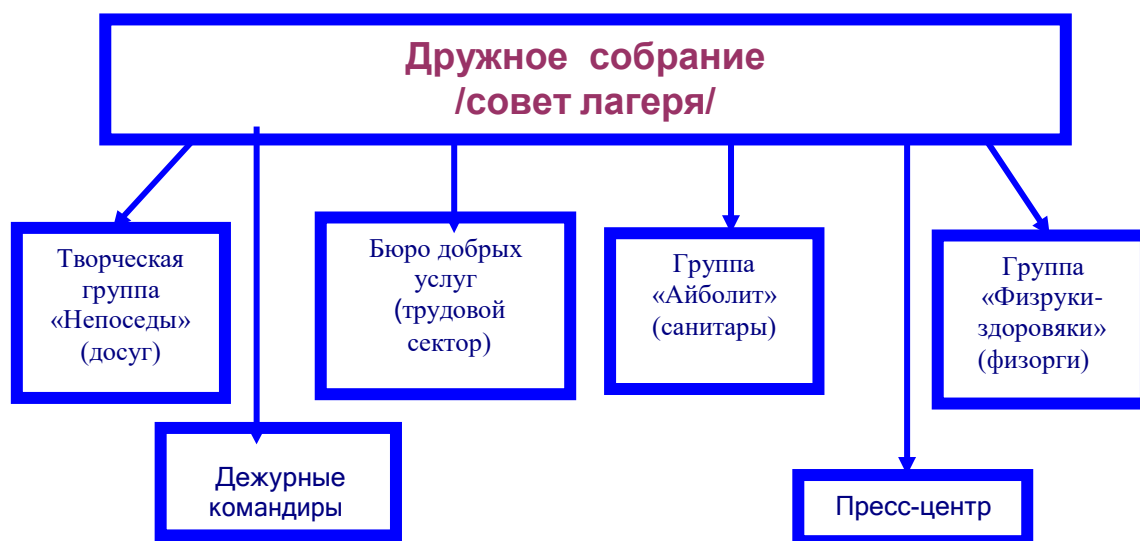 Дружное собрание
/совет лагеря/
Творческая
группа
«Непоседы»
(досуг)
Бюро добрых
услуг
(трудовой
сектор)
Группа
«Айболит»
(санитары)
Группа
«Физруки-
здоровяки»
(физорги)
Дежурные
командиры
Пресс-центр